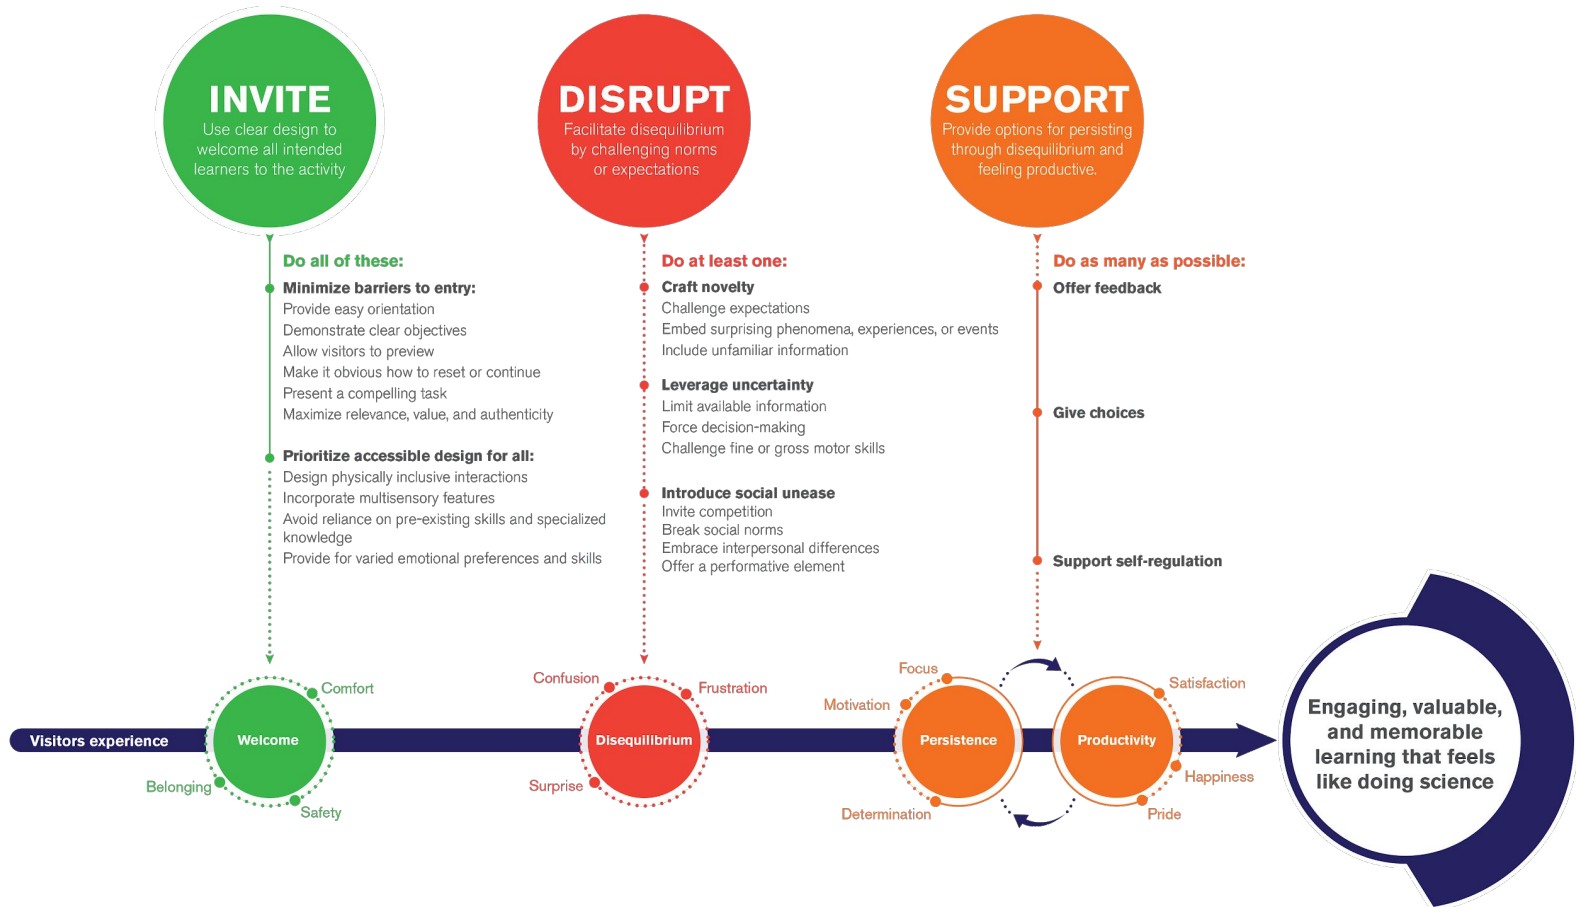 INVITE
Use clear design to
welcome all intended
learners to the activity
DISRUPT
Facilitate disequilibrium
by challenging norms
or expectations
SUPPORT
Provide options for persisting
through disequilibrium and
feeling productive.
Do all of these:
Minimize barriers to entry:
Provide easy orientation
Demonstrate clear objectives
Allow visitors to preview
Make it obvious how to reset or continue
Present a compelling task
Maximize relevance, value, and authenticity
Prioritize accessible design for all:
Design physically inclusive interactions
Incorporate multisensory features
Avoid reliance on pre-existing skills and specialized
knowledge
Provide for varied emotional preferences and skills
Do at least one:
Craft novelty
Challenge expectations
Embed surprising phenomena, experiences, or events
Include unfamiliar information
Leverage uncertainty
Limit available information
Force decision-making
Challenge fine or gross motor skills
Introduce social unease
Invite competition
Break social norms
Embrace interpersonal differences
Offer a performative element
Do as many as possible:
Offer feedback
Give choices
Support self-regulation
Visitors experience
Comfort
Welcome
Belonging
Safety
Confusion
Frustration
Disequilibrium
Surprise
Focus
Motivation
Persistence
Determination
Satisfaction
Productivity
Happiness
Pride
Engaging, valuable,
and memorable
learning that feels
like doing science